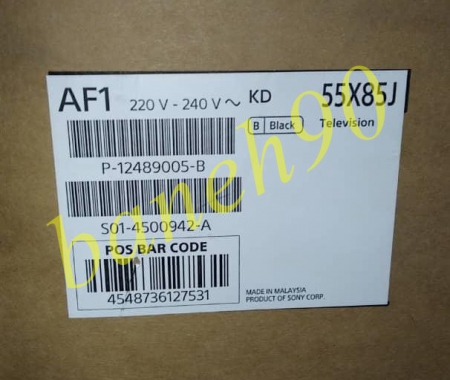 AF1 220 V - 240 V ~ KD 55X85J
B Black Television
P-12489005-B
S01-4500942-A
POS BAR CODE
4548736127531
MADE IN MALAYSIA
PRODUCT OF SONY CORP.
baneh90